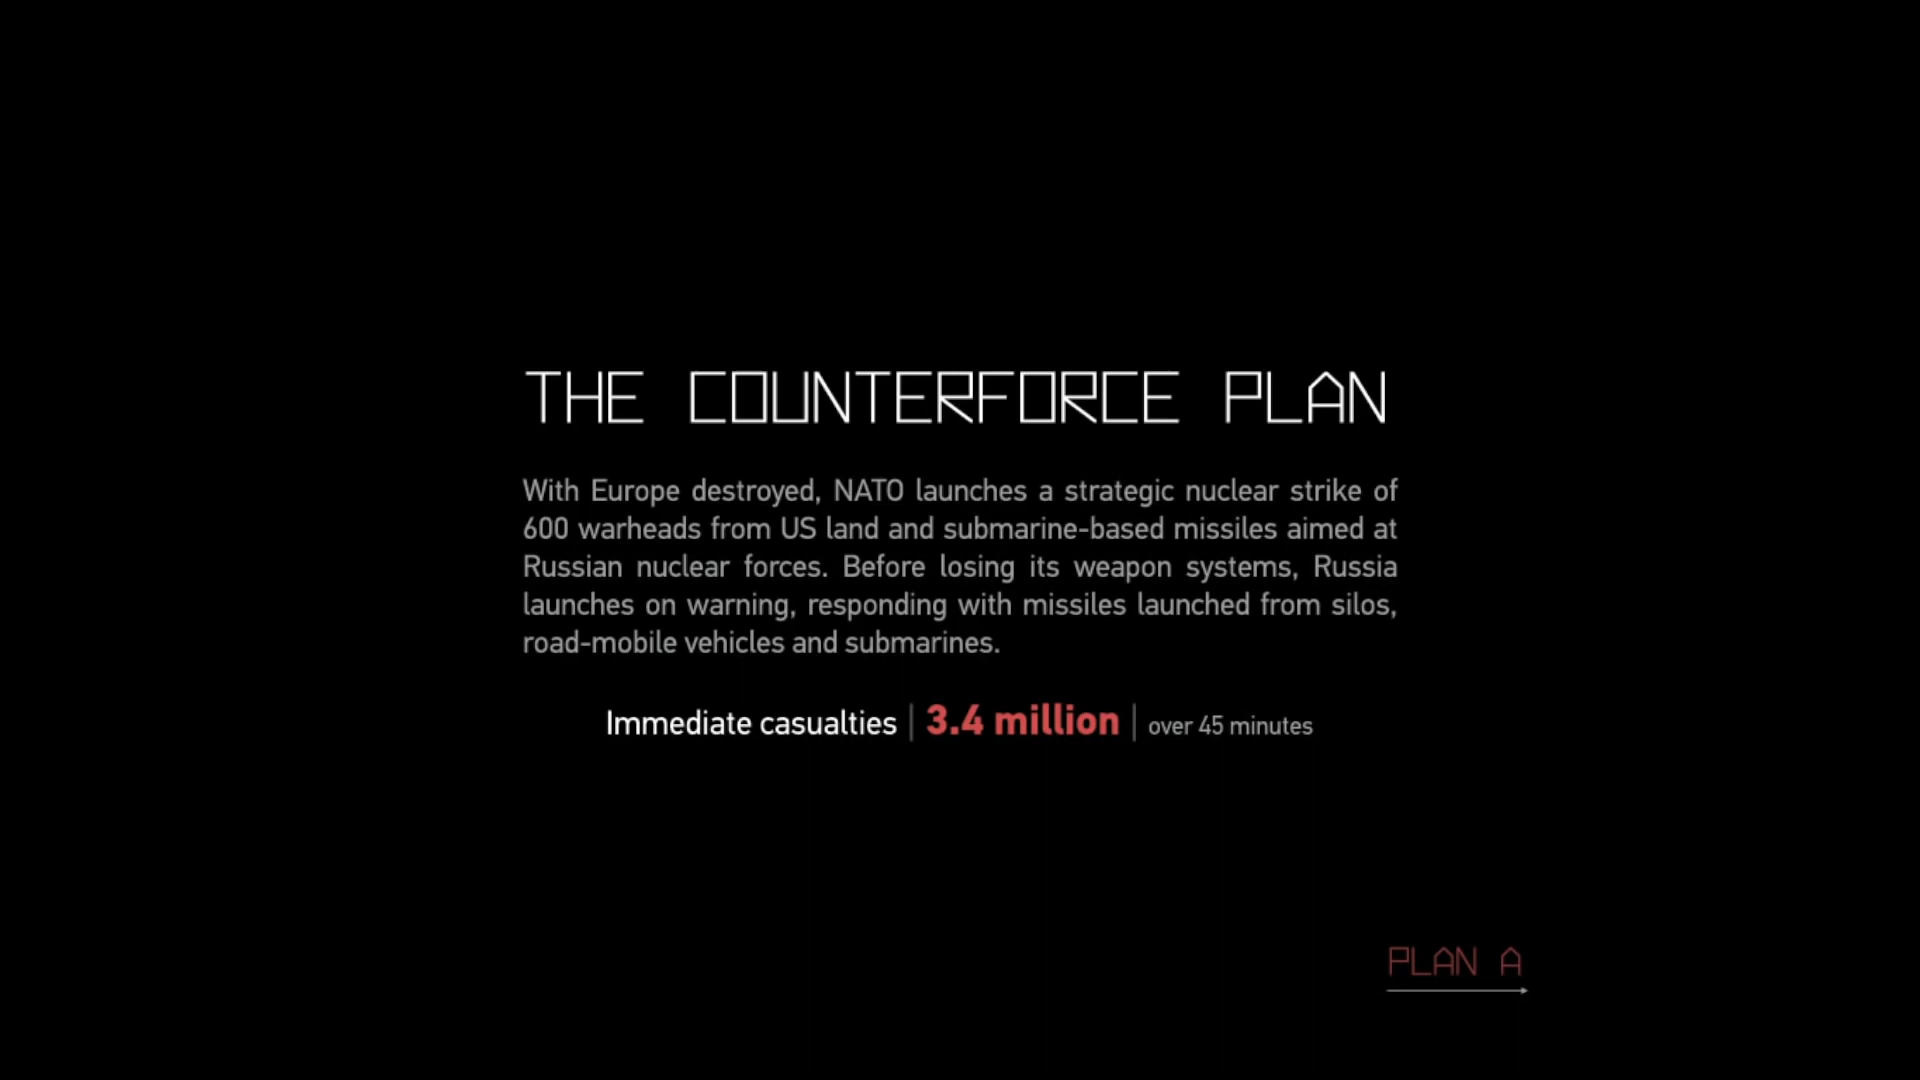 THE COUNTERFORCE PLAN
With Europe destroyed, NATO launches a strategic nuclear strike of
600 warheads from US land and submarine-based missiles aimed at
Russian nuclear forces. Before losing its weapon systems, Russia
launches on warning, responding with missiles launched from silos,
road-mobile vehicles and submarines.
Immediate casualties | 3.4 million | over 45 minutes
PLAN A